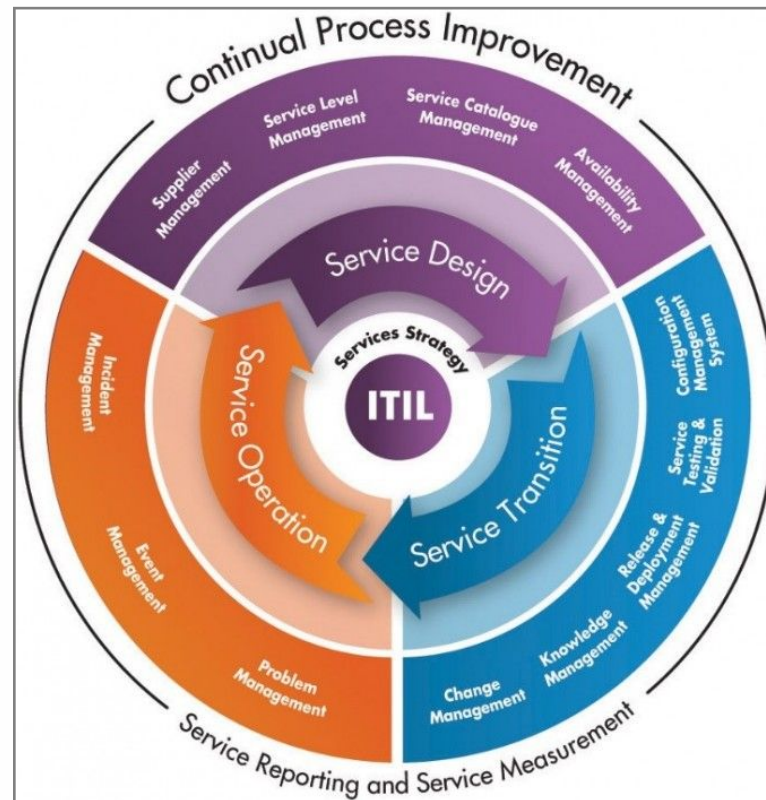 Continual Process Improvement
Supplier
Management
Service Level
Management
Service Catalogue
Management
Availability
Management
Configuration
Management
System
Service
Testing &
Validation
Release &
Deployment
Management
Knowledge
Management
Change
Management
Problem
Management
Event
Management
Incident
Management
Service Design
Service Transition
Service Operation
Services Strategy
ITIL
Service Reporting and Service Measurement